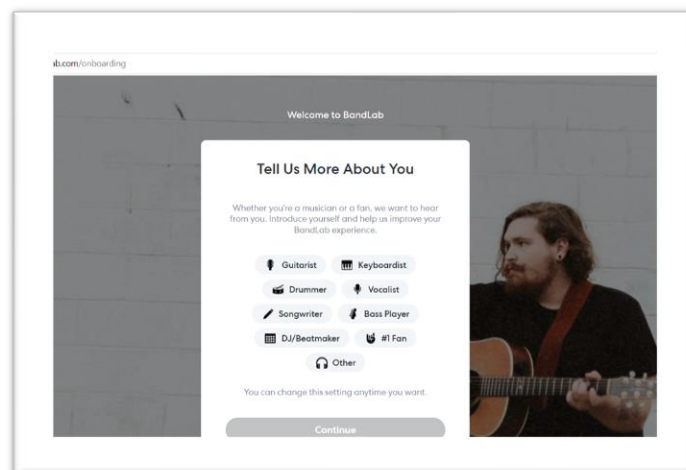 ib.com/onboarding
Welcome to BandLab
Tell Us More About You
Whether you're a musician or a fan, we want to hear
from you. Introduce yourself and help us improve your
BandLab experience.
Guitarist
Keyboardist
Drummer
Vocalist
Songwriter
Bass Player
DJ/Beatmaker
#1 Fan
Other
You can change this setting anytime you want.
Continue